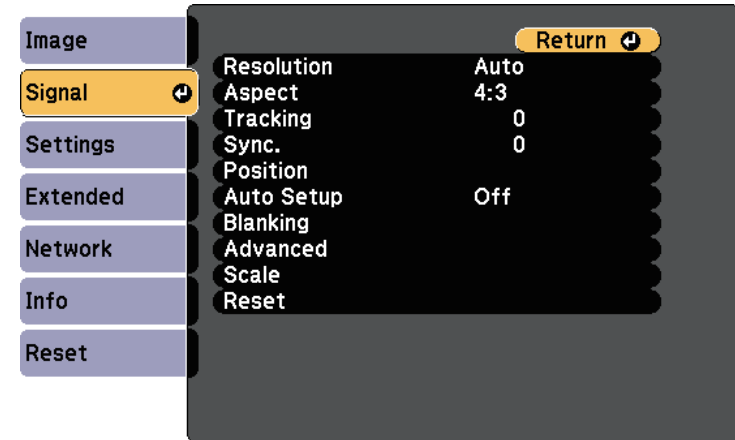 Image
Signal
Settings
Extended
Network
Info
Reset
Return
Resolution Auto
Aspect 4:3
Tracking 0
Sync. 0
Position
Auto Setup Off
Blanking
Advanced
Scale
Reset